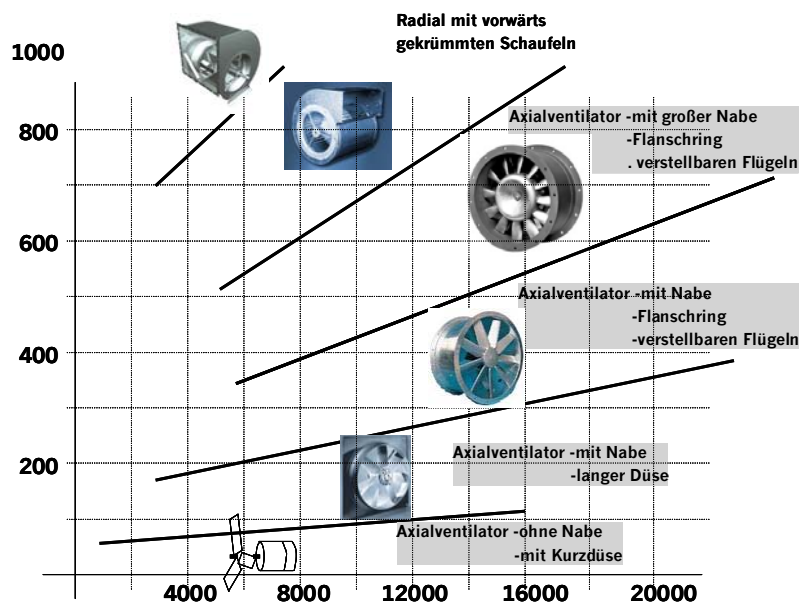 Radial mit vorwärts
gekrümmten Schaufeln
1000
Axialventilator -mit großer Nabe
-Flanschring
. verstellbaren Flügeln
800
600
Axialventilator -mit Nabe
-Flanschring
-verstellbaren Flügeln
400
Axialventilator -mit Nabe
-langer Düse
200
Axialventilator -ohne Nabe
-mit Kurzdüse
4000 8000 12000 16000 20000